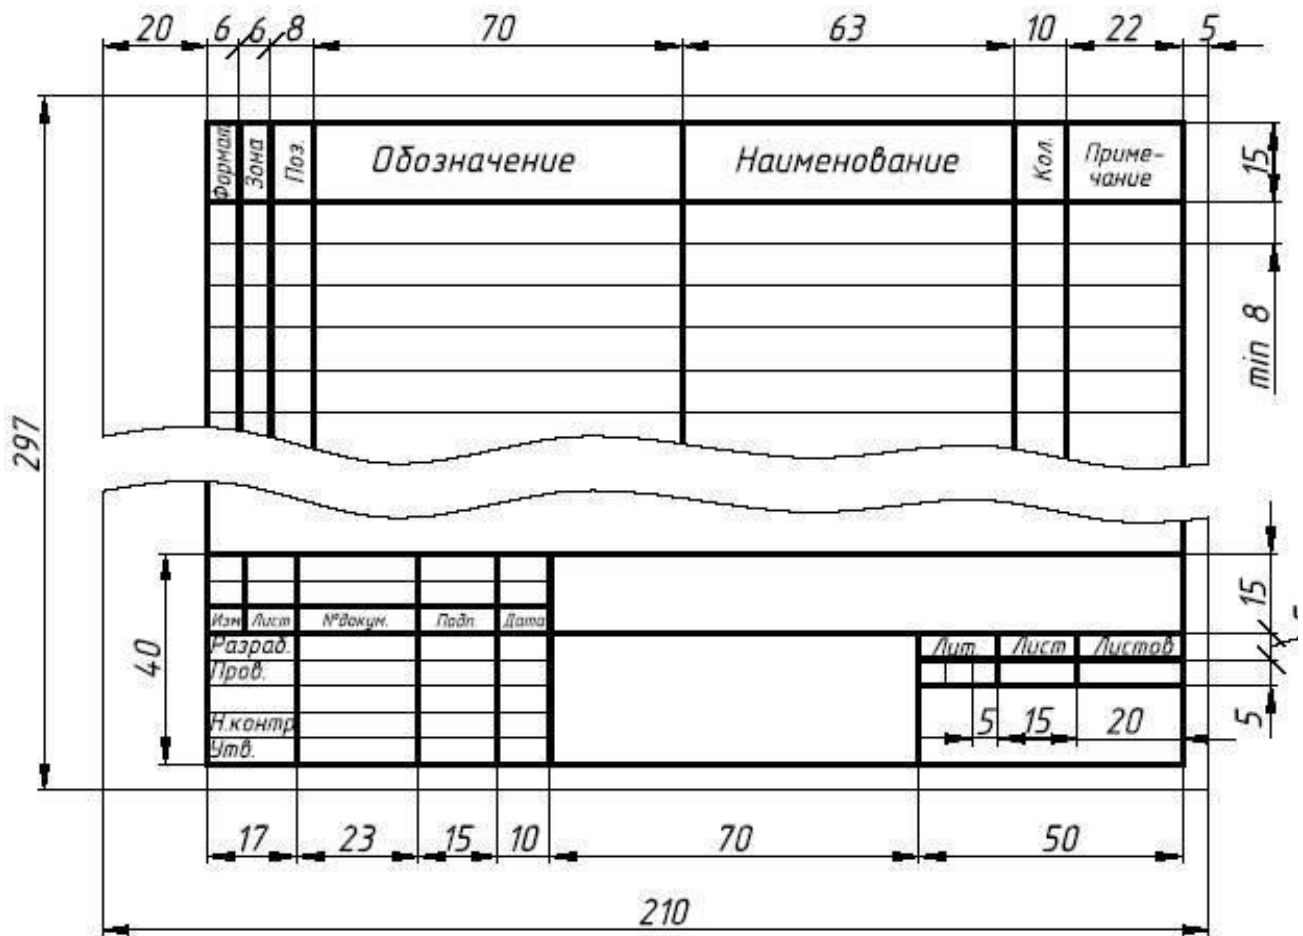 20 6 6 8 70 63 10 22 5
Формат Зона Поз. Обозначение Наименование Кол. Приме-
чание
15
min 8
297
40
15
5
5
Изм Лист №докум. Подп. Дата
Разраб.
Пров.
Н.контр
Утв.
Лит Лист Листов
5 15 20
17 23 15 10 70 50
210